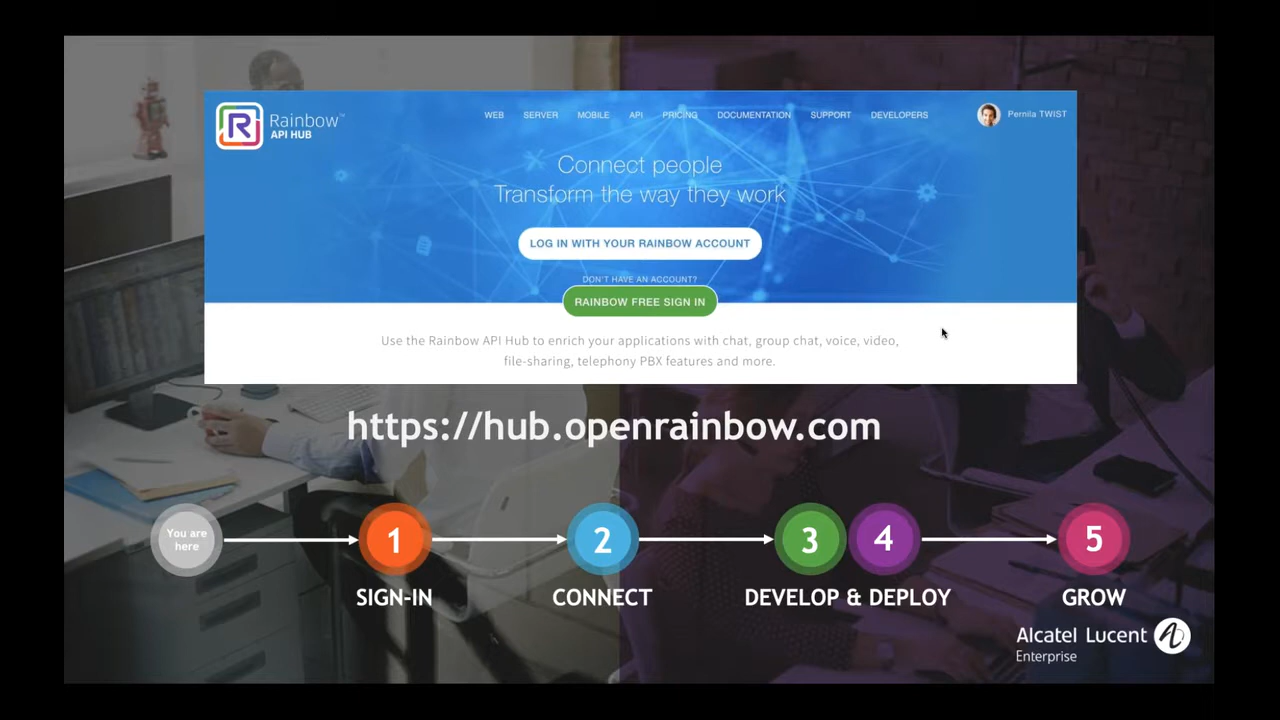 Rainbow™
API HUB
WEB SERVER MOBILE API PRICING DOCUMENTATION SUPPORT DEVELOPERS
Pernila TWIST
Connect people
Transform the way they work
LOG IN WITH YOUR RAINBOW ACCOUNT
DON'T HAVE AN ACCOUNT?
RAINBOW FREE SIGN IN
Use the Rainbow API Hub to enrich your applications with chat, group chat, voice, video,
file-sharing, telephony PBX features and more.
https://hub.openrainbow.com
You are
here
1
2
3
4
5
SIGN-IN
CONNECT
DEVELOP & DEPLOY
GROW
Alcatel Lucent
Enterprise